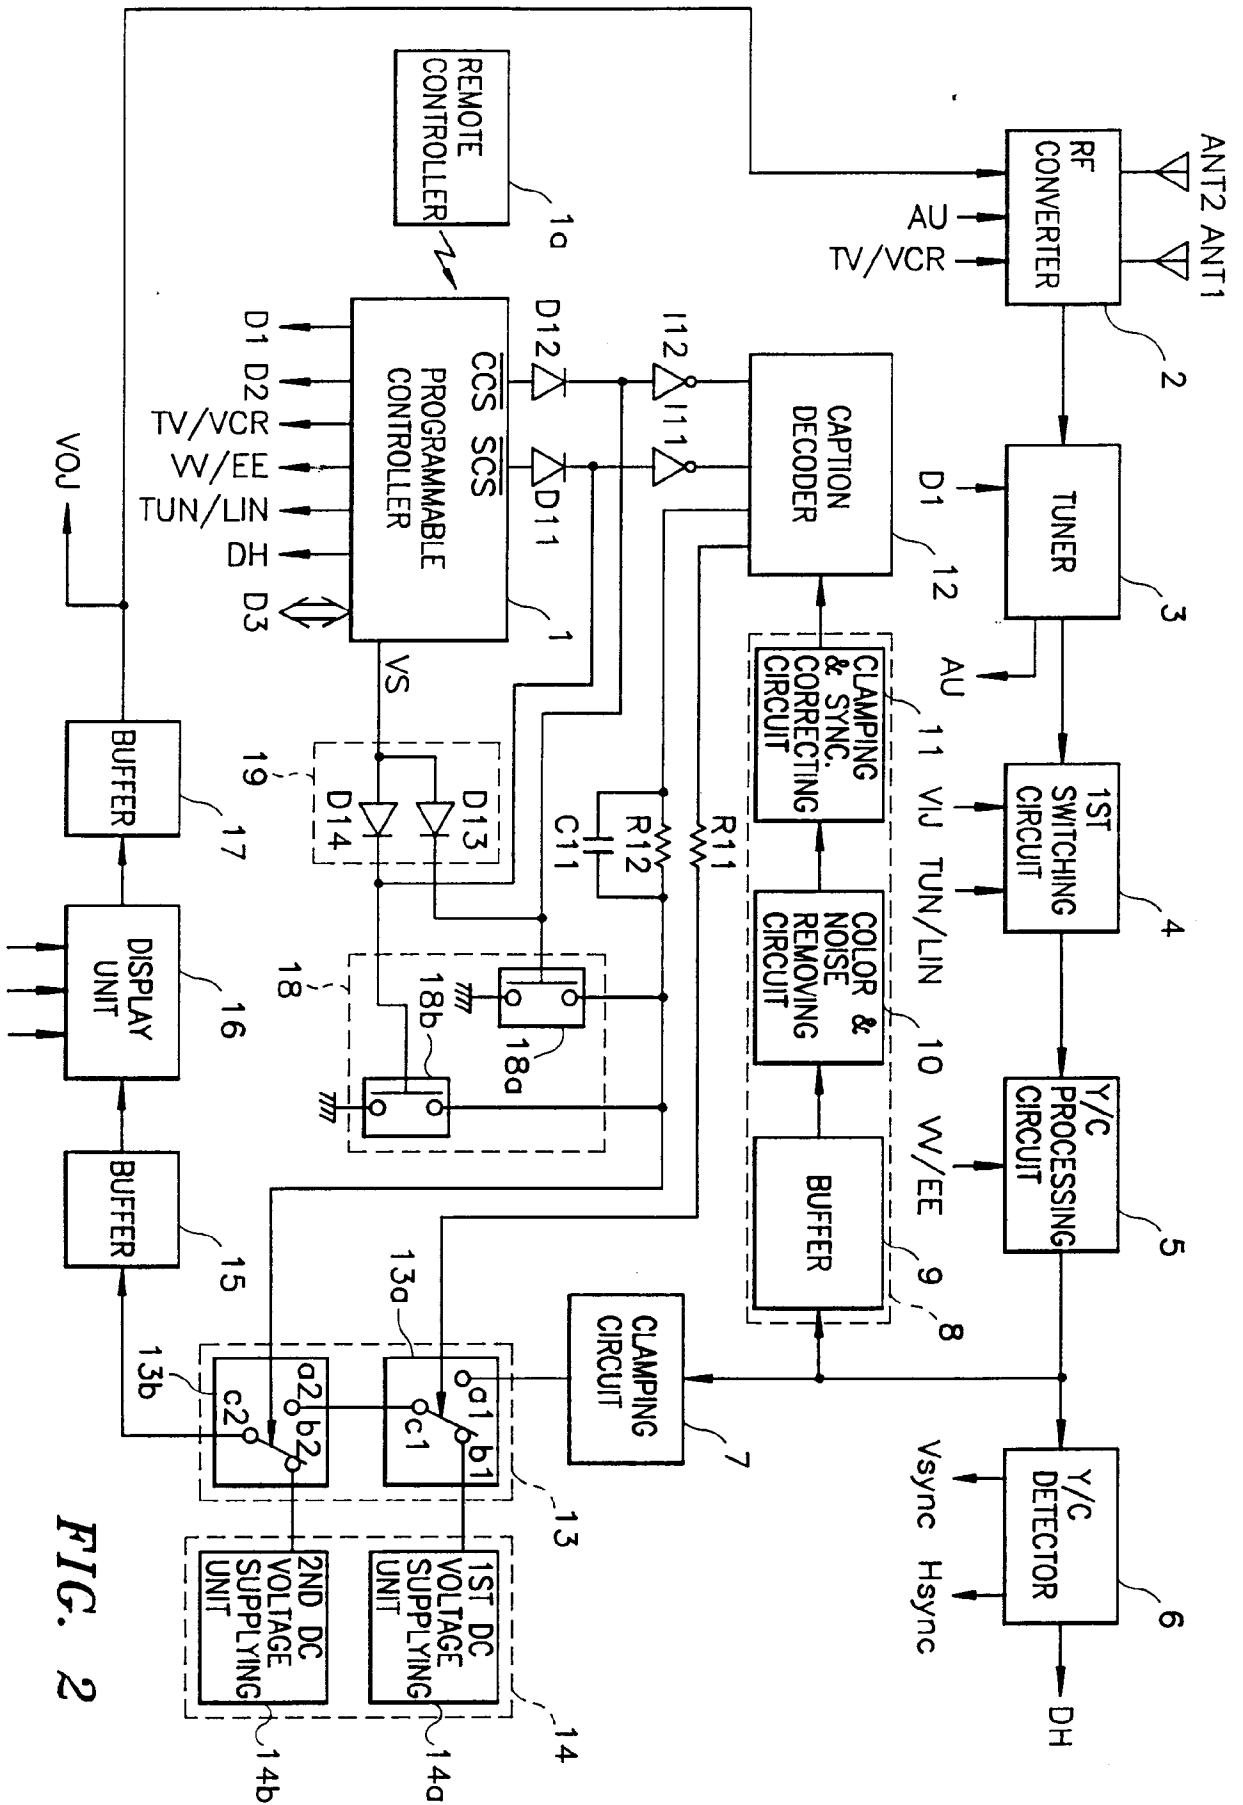 ANT2 ANT1
RF
CONVERTER
2
AU
TV/VCR
TUNER
3
D1
AU
1ST
SWITCHING
CIRCUIT
4
VIJ
TUN/LIN
Y/C
PROCESSING
CIRCUIT
5
VV/EE
Y/C
DETECTOR
6
Vsync
Hsync
DH
CAPTION
DECODER
12
CLAMPING
& SYNC.
CORRECTING
CIRCUIT
11
COLOR &
NOISE
REMOVING
CIRCUIT
10
BUFFER
9
8
CLAMPING
CIRCUIT
7
I12
I11
D12
D11
R11
R12
C11
REMOTE
CONTROLLER
1a
CCS
SCS
PROGRAMMABLE
CONTROLLER
1
D1
D2
TV/VCR
VV/EE
TUN/LIN
DH
D3
VS
D13
D14
19
18a
18b
18
13a
a1
b1
c1
a2
b2
c2
13b
13
1ST DC
VOLTAGE
SUPPLYING
UNIT
14a
2ND DC
VOLTAGE
SUPPLYING
UNIT
14b
14
VOJ
BUFFER
17
DISPLAY
UNIT
16
BUFFER
15
FIG. 2